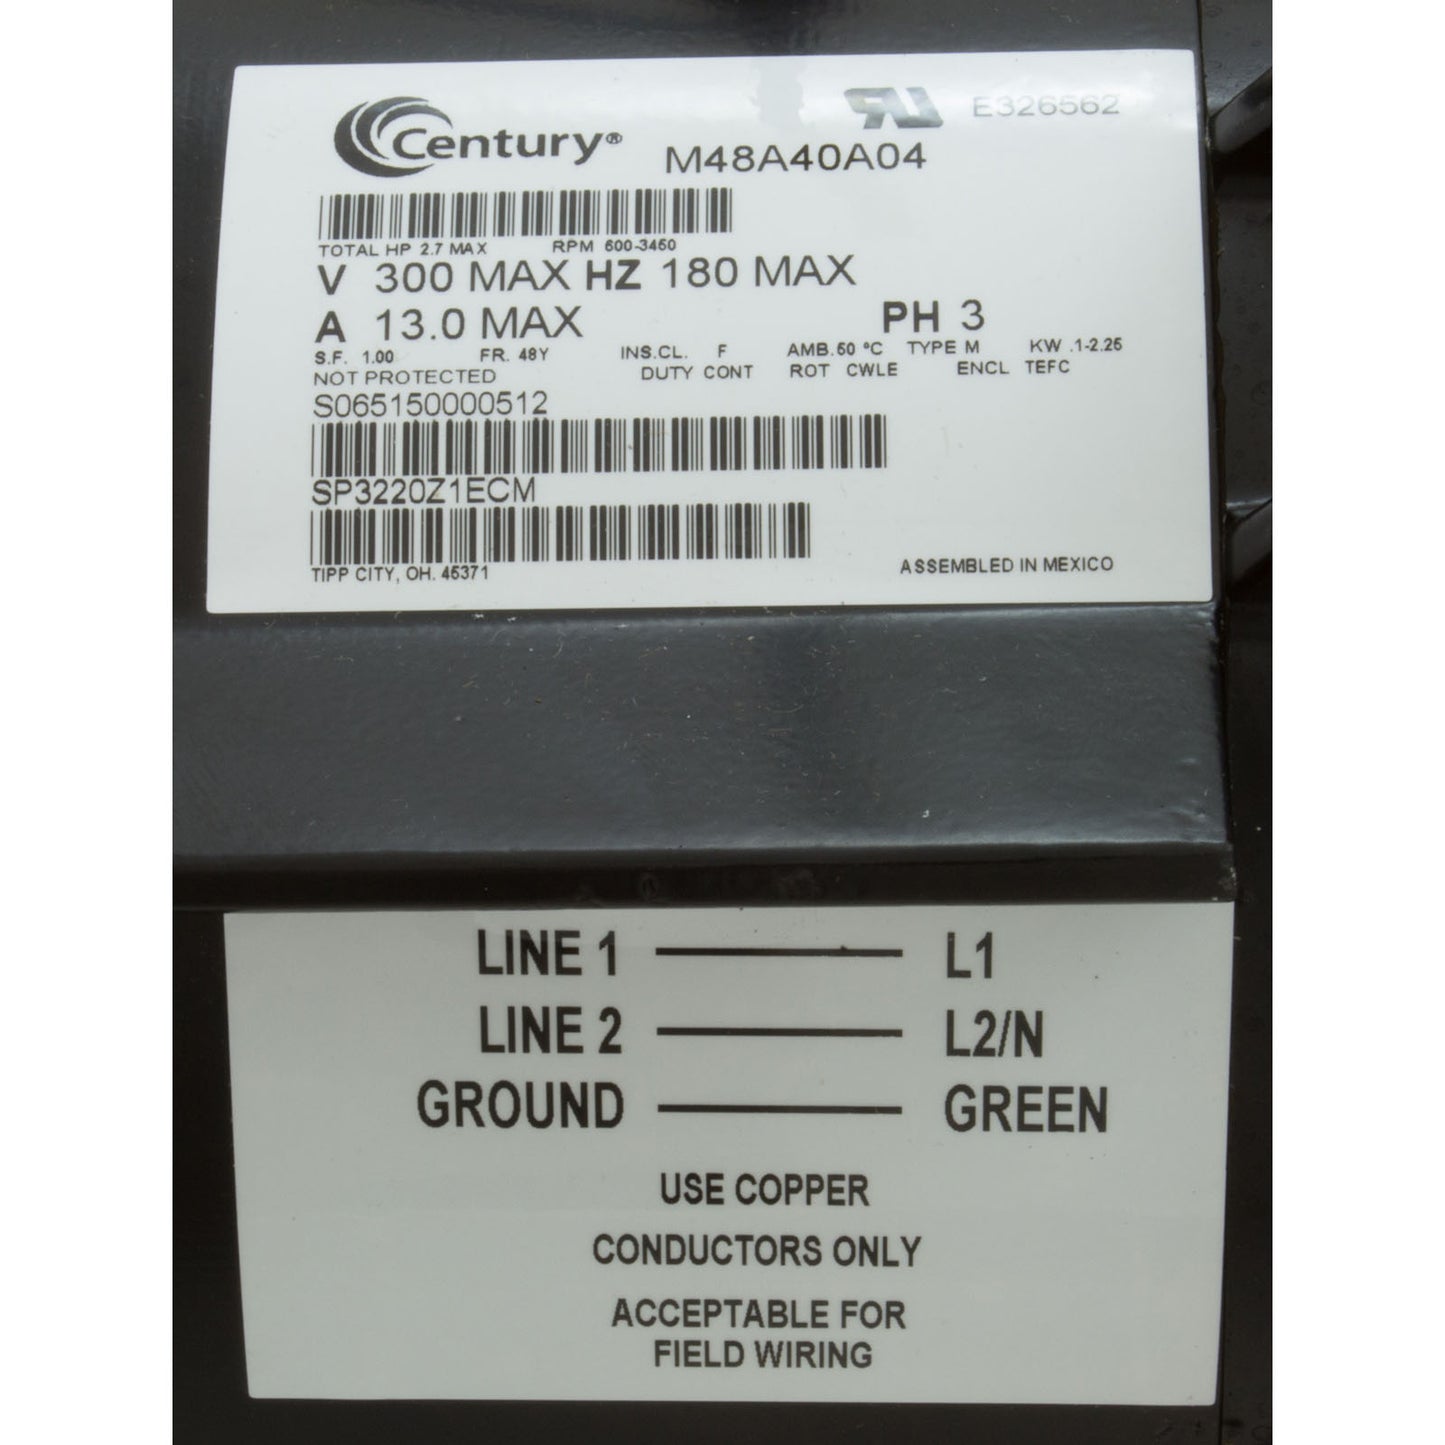 Century® M48A40A04 RU E326562
TOTAL HP 2.7 MAX RPM 600-3450
V 300 MAX HZ 180 MAX
A 13.0 MAX PH 3
S.F. 1.00 FR. 48Y INS.CL. F AMB.50 °C TYPE M KW .1-2.25
NOT PROTECTED DUTY CONT ROT CWLE ENCL TEFC
S065150000512
SP3220Z1ECM
TIPP CITY, OH. 45371 ASSEMBLED IN MEXICO
LINE 1 L1
LINE 2 L2/N
GROUND GREEN
USE COPPER
CONDUCTORS ONLY
ACCEPTABLE FOR
FIELD WIRING